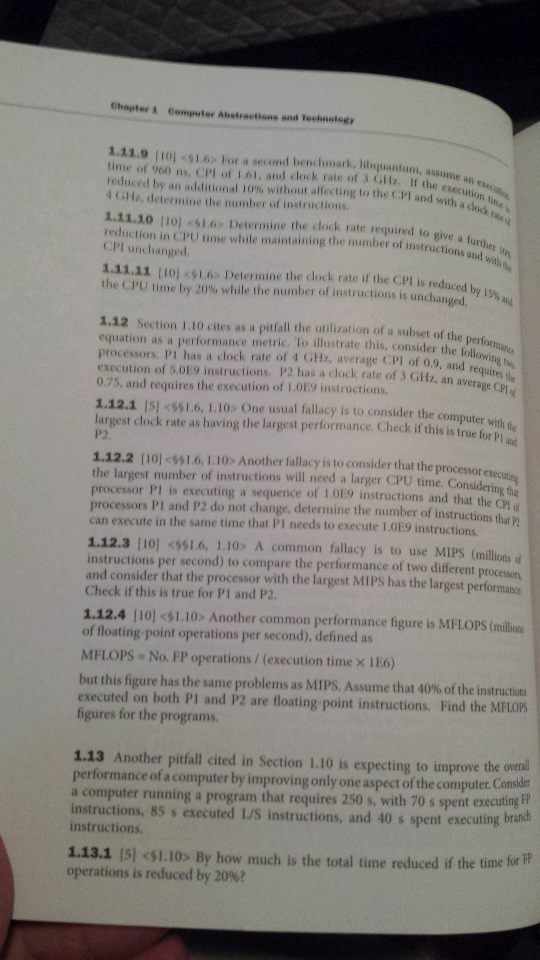 Chapter 1 Computer Abstractions and Technology
1.11.9 [10] <§1.6> For a second benchmark, libquantum, assume an execution
time of 960 ns, CPI of 1.61, and clock rate of 3 GHz. If the execution time is
reduced by an additional 10% without affecting to the CPI and with a clock rate of
4 GHz, determine the number of instructions.
1.11.10 [10] <§1.6> Determine the clock rate required to give a further 10%
reduction in CPU time while maintaining the number of instructions and with the
CPI unchanged.
1.11.11 [10] <§1.6> Determine the clock rate if the CPI is reduced by 15% and
the CPU time by 20% while the number of instructions is unchanged.
1.12 Section 1.10 cites as a pitfall the utilization of a subset of the performance
equation as a performance metric. To illustrate this, consider the following two
processors. P1 has a clock rate of 4 GHz, average CPI of 0.9, and requires the
execution of 5.0E9 instructions. P2 has a clock rate of 3 GHz, an average CPI of
0.75, and requires the execution of 1.0E9 instructions.
1.12.1 [5] <§§1.6, 1.10> One usual fallacy is to consider the computer with the
largest clock rate as having the largest performance. Check if this is true for P1 and
P2.
1.12.2 [10] <§§1.6, 1.10> Another fallacy is to consider that the processor executing
the largest number of instructions will need a larger CPU time. Considering that
processor P1 is executing a sequence of 1.0E9 instructions and that the CPI of
processors P1 and P2 do not change, determine the number of instructions that P2
can execute in the same time that P1 needs to execute 1.0E9 instructions.
1.12.3 [10] <§§1.6, 1.10> A common fallacy is to use MIPS (millions of
instructions per second) to compare the performance of two different processors,
and consider that the processor with the largest MIPS has the largest performance.
Check if this is true for P1 and P2.
1.12.4 [10] <§1.10> Another common performance figure is MFLOPS (millions
of floating-point operations per second), defined as
MFLOPS = No. FP operations / (execution time × 1E6)
but this figure has the same problems as MIPS. Assume that 40% of the instructions
executed on both P1 and P2 are floating-point instructions. Find the MFLOPS
figures for the programs.
1.13 Another pitfall cited in Section 1.10 is expecting to improve the overall
performance of a computer by improving only one aspect of the computer. Consider
a computer running a program that requires 250 s, with 70 s spent executing FP
instructions, 85 s executed L/S instructions, and 40 s spent executing branch
instructions.
1.13.1 [5] <§1.10> By how much is the total time reduced if the time for FP
operations is reduced by 20%?